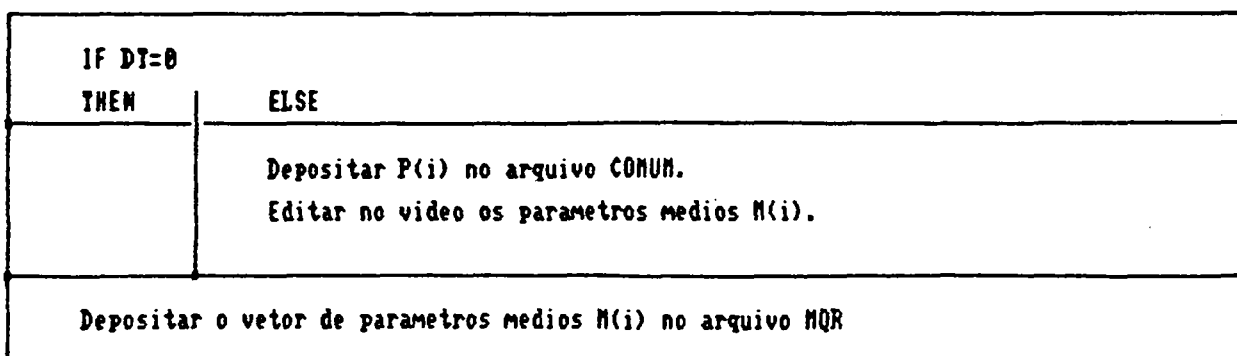 IF DT=0
THEN ELSE
Depositar P(i) no arquivo COMUM.
Editar no video os parametros medios M(i).
Depositar o vetor de parametros medios M(i) no arquivo MQR